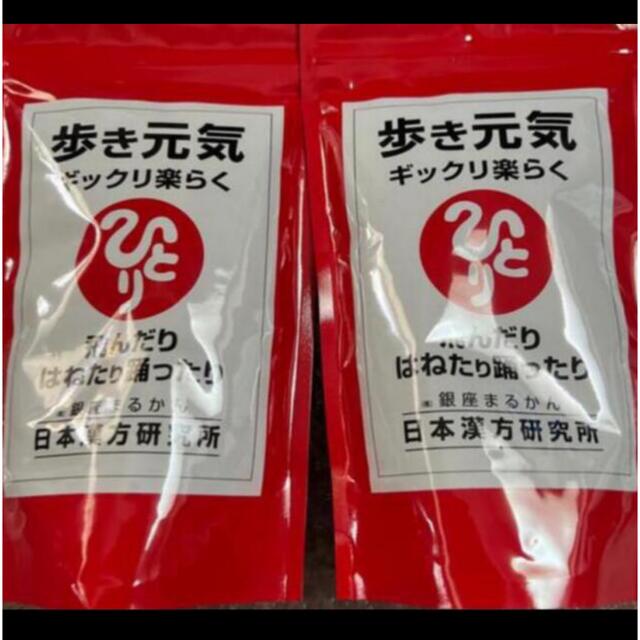 歩き元気
ギックリ楽らく
ひとり
飛んだり
はねたり踊ったり
㈱銀座まるかん
日本漢方研究所
歩き元気
ギックリ楽らく
ひとり
飛んだり
はねたり踊ったり
㈱銀座まるかん
日本漢方研究所